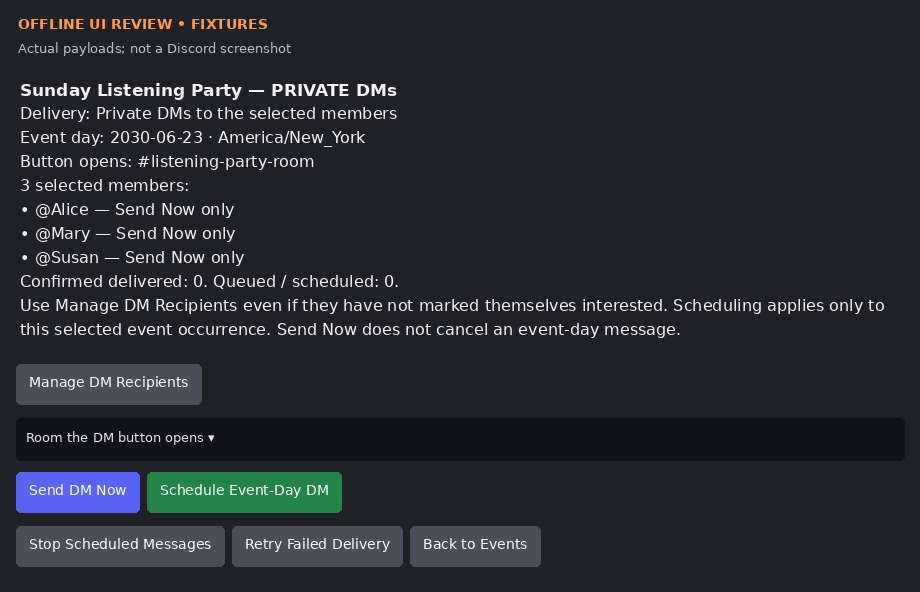 OFFLINE UI REVIEW • FIXTURES
Actual payloads; not a Discord screenshot
Sunday Listening Party — PRIVATE DMs
Delivery: Private DMs to the selected members
Event day: 2030-06-23 · America/New_York
Button opens: #listening-party-room
3 selected members:
• @Alice — Send Now only
• @Mary — Send Now only
• @Susan — Send Now only
Confirmed delivered: 0. Queued / scheduled: 0.
Use Manage DM Recipients even if they have not marked themselves interested. Scheduling applies only to
this selected event occurrence. Send Now does not cancel an event-day message.
Manage DM Recipients
Room the DM button opens ▾
Send DM Now Schedule Event-Day DM
Stop Scheduled Messages Retry Failed Delivery Back to Events